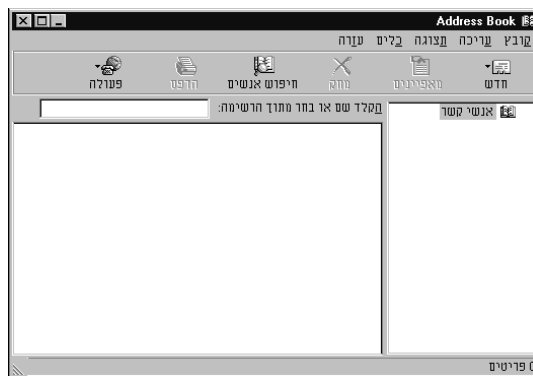 Address Book
קובץ עריכה תצוגה כלים עזרה
חדש מאפיינים מחק חיפוש אנשים הדפס פעולה
הקלד שם או בחר מתוך הרשימה:
אנשי קשר
0 פריטים